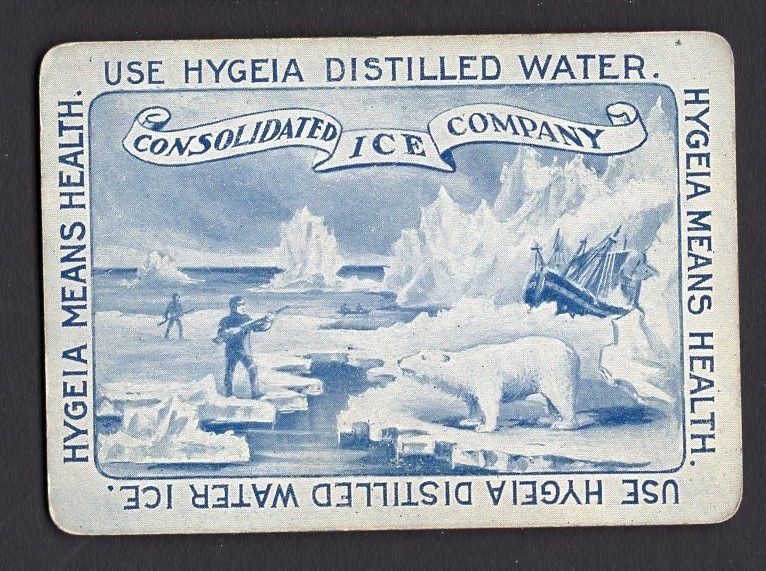 USE HYGEIA DISTILLED WATER.
CONSOLIDATED ICE COMPANY
HYGEIA MEANS HEALTH.
HYGEIA MEANS HEALTH.
USE HYGEIA DISTILLED WATER ICE.